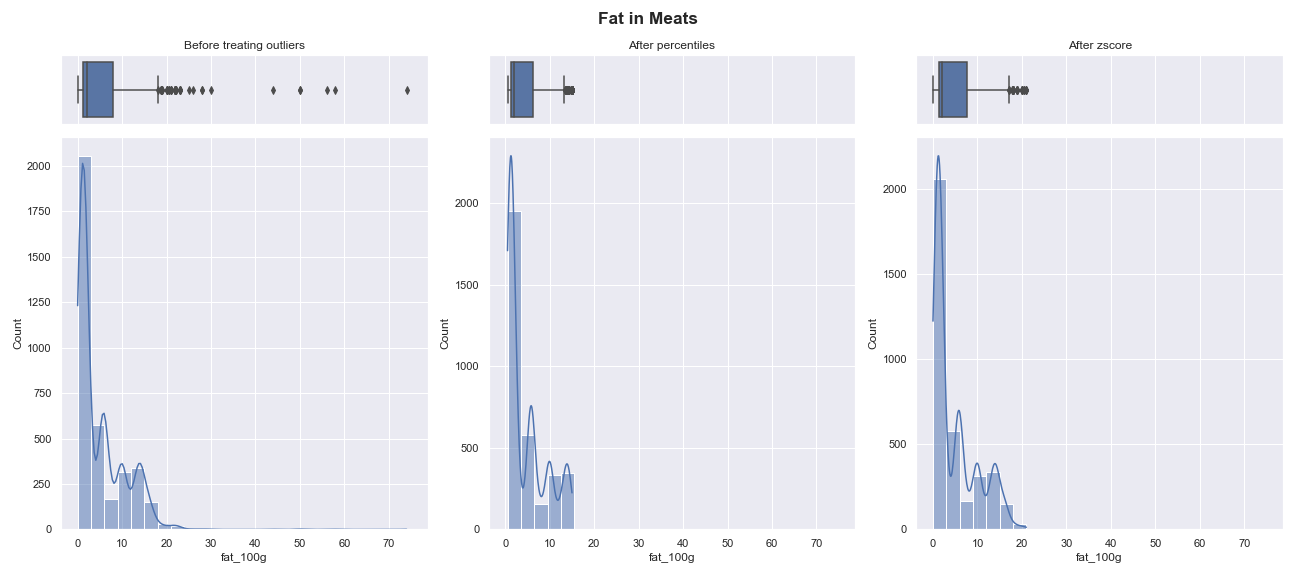 Fat in Meats
Before treating outliers
After percentiles
After zscore
2000
1750
1500
1250
1000
750
500
250
0
Count
0 10 20 30 40 50 60 70
fat_100g
2000
1500
1000
500
0
Count
0 10 20 30 40 50 60 70
fat_100g
2000
1500
1000
500
0
Count
0 10 20 30 40 50 60 70
fat_100g